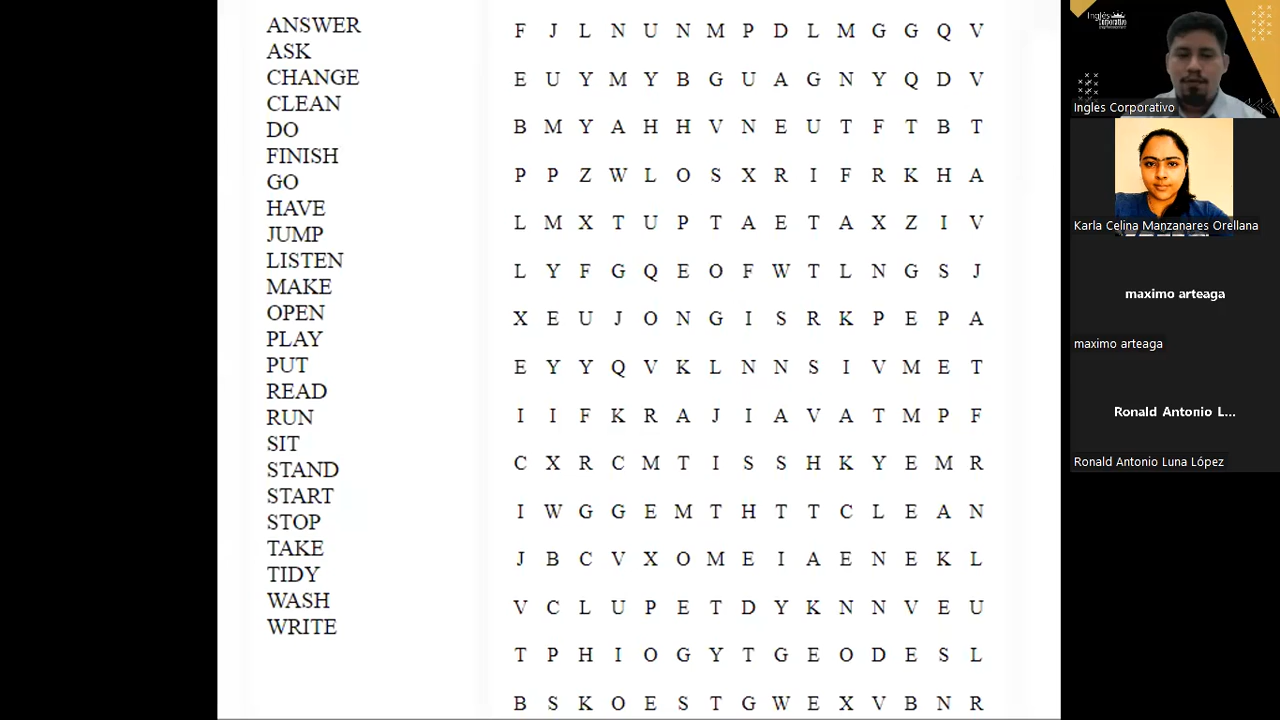 ANSWER
ASK
CHANGE
CLEAN
DO
FINISH
GO
HAVE
JUMP
LISTEN
MAKE
OPEN
PLAY
PUT
READ
RUN
SIT
STAND
START
STOP
TAKE
TIDY
WASH
WRITE
F J L N U N M P D L M G G Q V
E U Y M Y B G U A G N Y Q D V
B M Y A H H V N E U T F T B T
P P Z W L O S X R I F R K H A
L M X T U P T A E T A X Z I V
L Y F G Q E O F W T L N G S J
X E U J O N G I S R K P E P A
E Y Y Q V K L N N S I V M E T
I I F K R A J I A V A T M P F
C X R C M T I S S H K Y E M R
I W G G E M T H T T C L E A N
J B C V X O M E I A E N E K L
V C L U P E T D Y K N N V E U
T P H I O G Y T G E O D E S L
B S K O E S T G W E X V B N R
Inglés
Corporativo
Ingles Corporativo
Karla Celina Manzanares Orellana
maximo arteaga
maximo arteaga
Ronald Antonio L...
Ronald Antonio Luna López